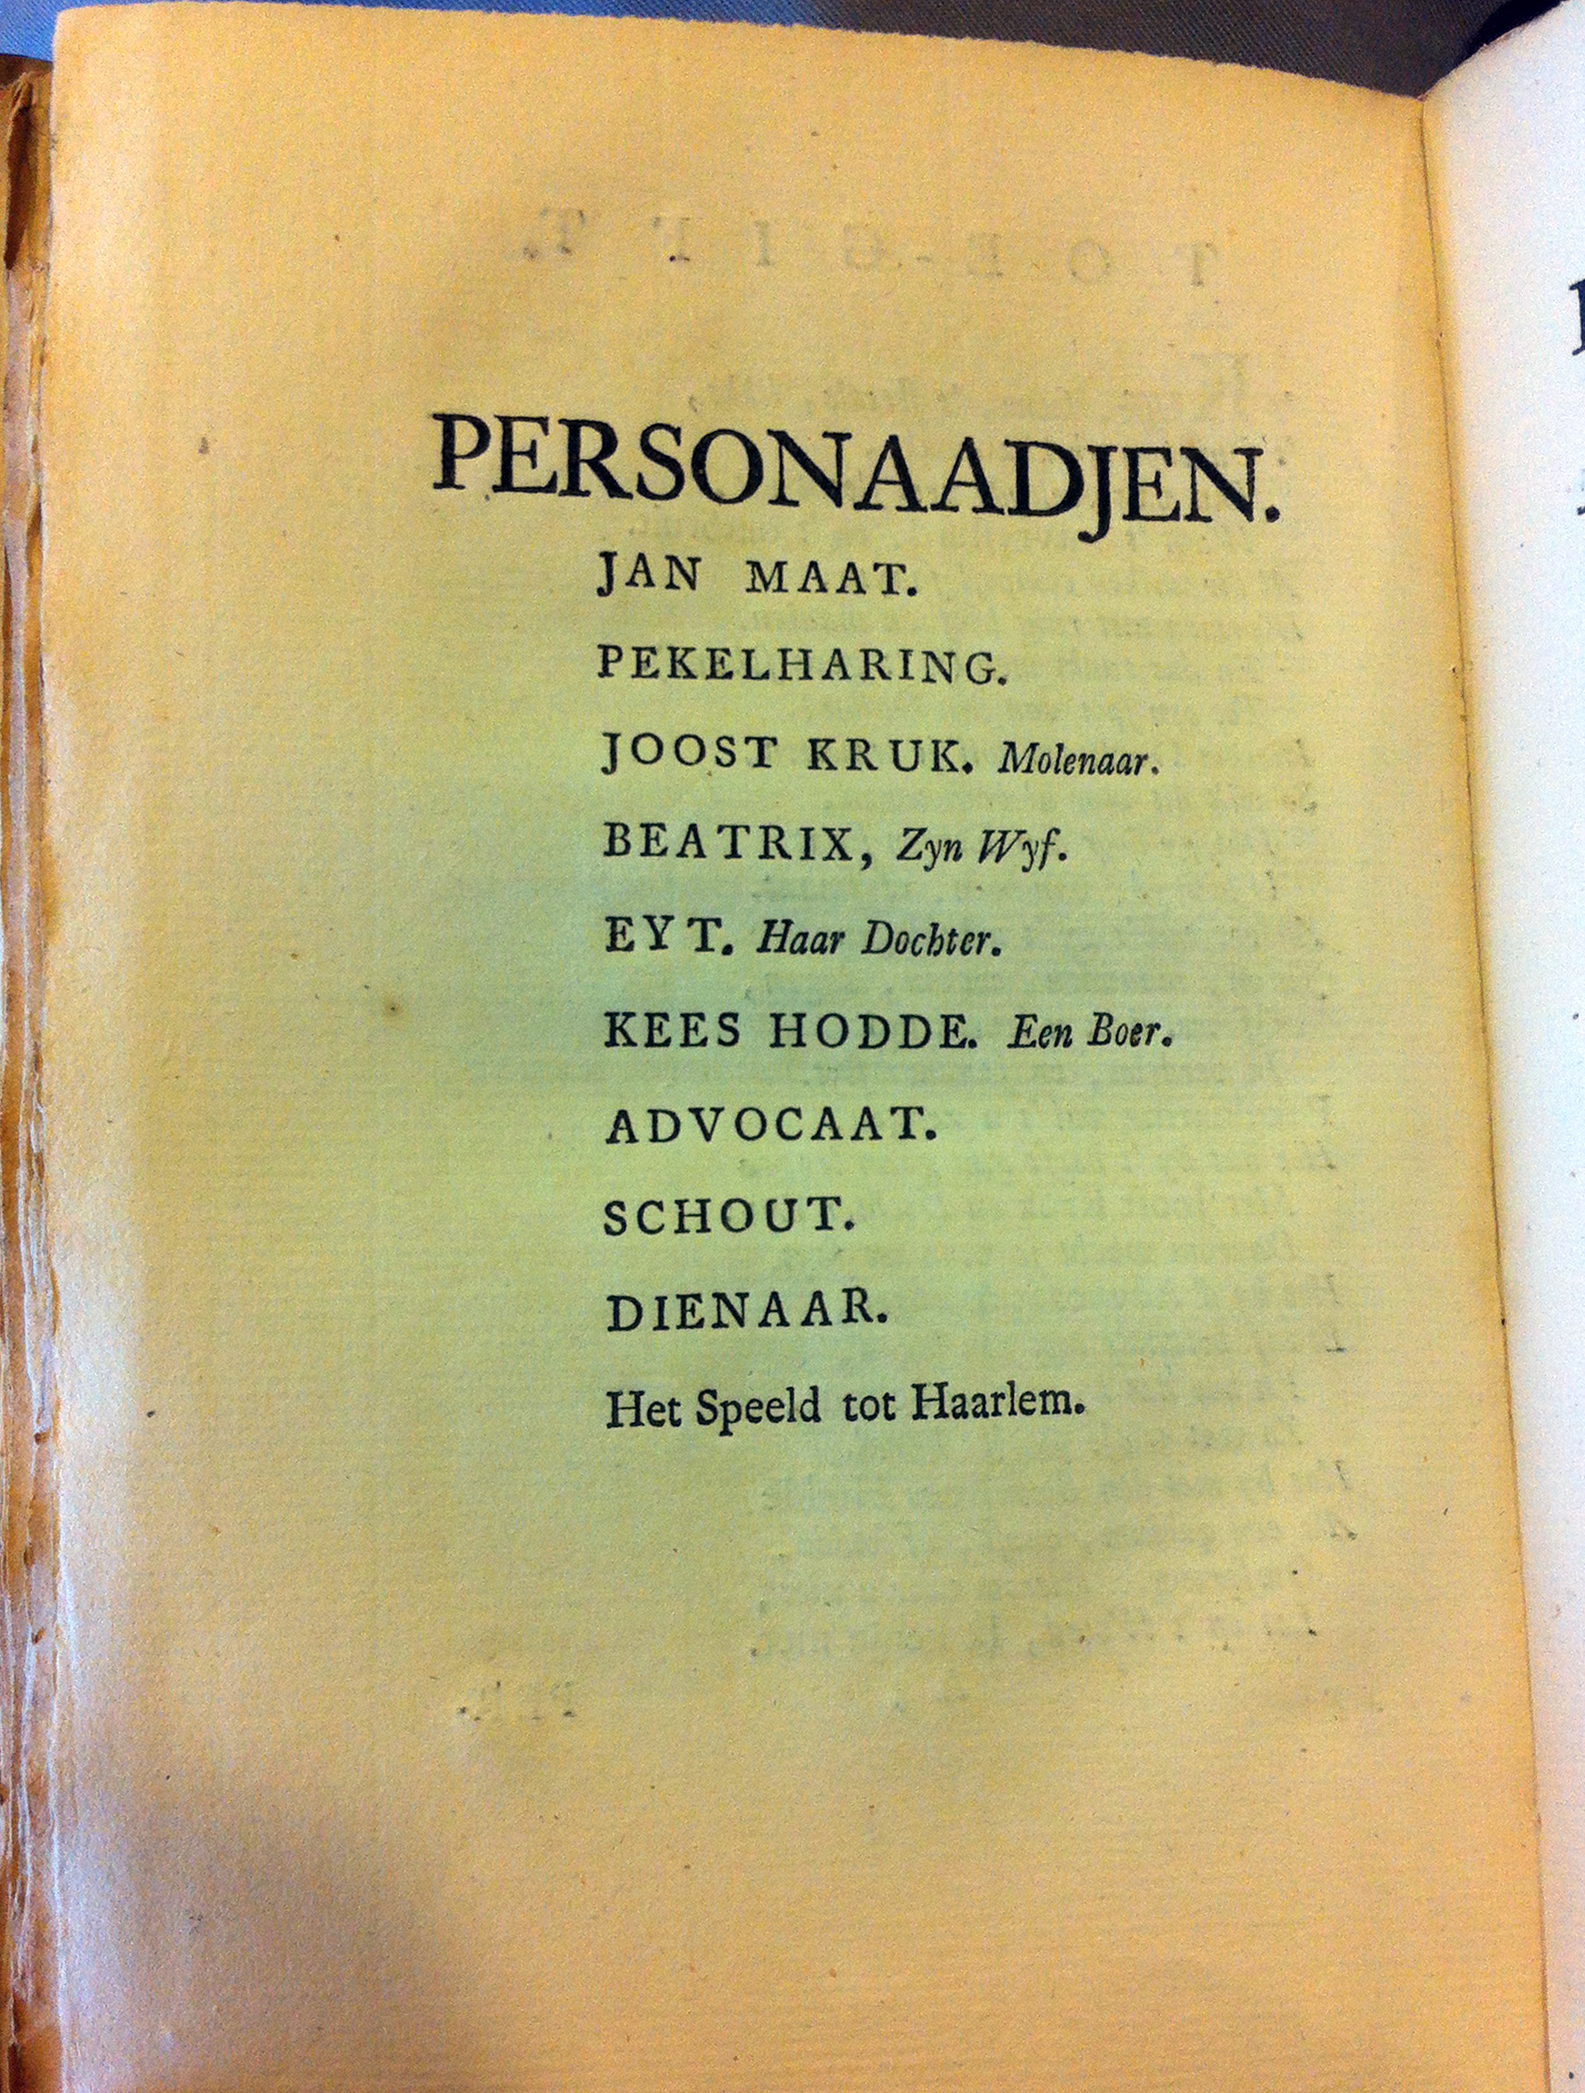 PERSONAADJEN.
JAN MAAT.
PEKELHARING.
JOOST KRUK. Molenaar.
BEATRIX, Zyn Wyf.
EYT. Haar Dochter.
KEES HODDE. Een Boer.
ADVOCAAT.
SCHOUT.
DIENAAR.
Het Speeld tot Haarlem.